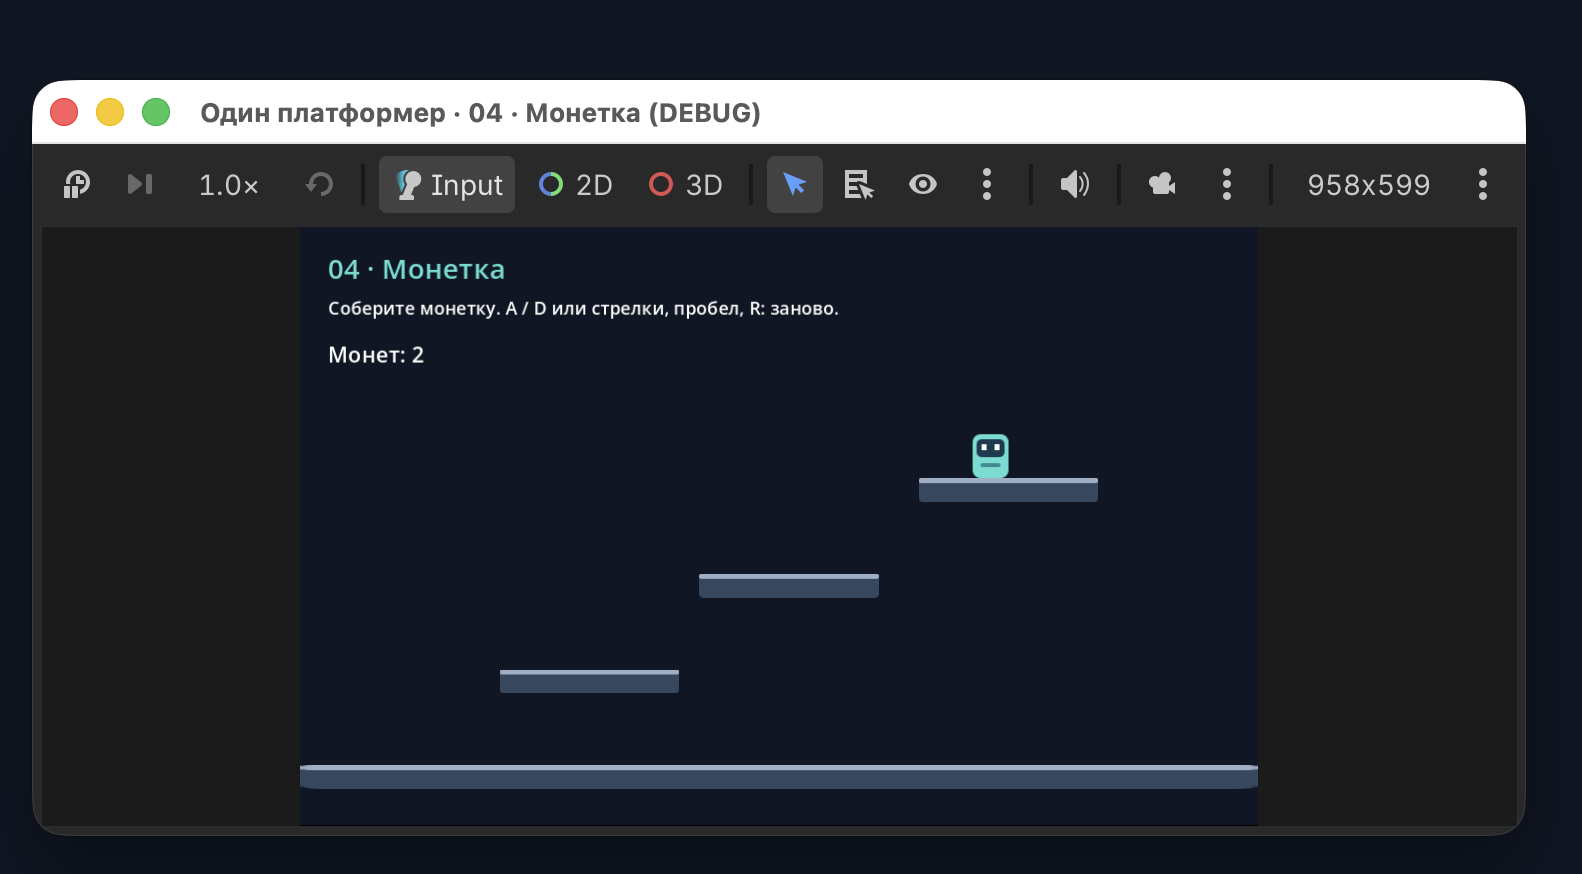 Один платформер · 04 · Монетка (DEBUG)
1.0× Input 2D 3D 958x599
04 · Монетка
Соберите монетку. A / D или стрелки, пробел, R: заново.
Монет: 2